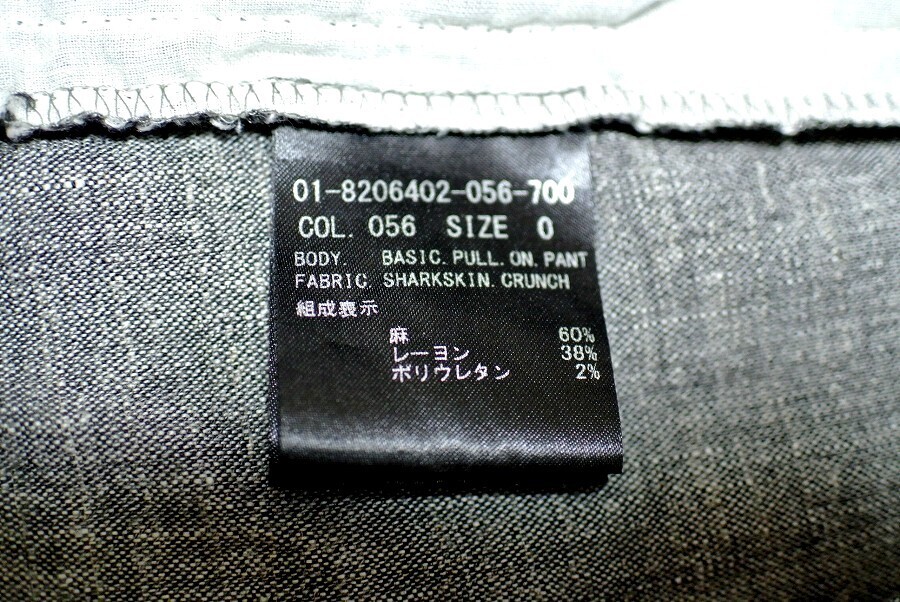 01-8206402-056-700
COL. 056 SIZE 0
BODY. BASIC. PULL. ON. PANT
FABRIC. SHARKSKIN. CRUNCH
組成表示
麻 60%
レーヨン 38%
ポリウレタン 2%